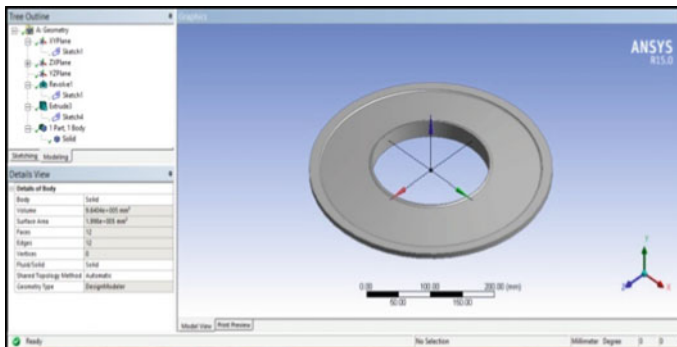 Tree Outline
Graphics
A: Geometry
XYPlane
Sketch1
ZXPlane
YZPlane
Revolve1
Sketch1
Extrude3
Sketch4
1 Part, 1 Body
Solid
Sketching Modeling
Details View
Details of Body
Body Solid
Volume
Surface Area
Faces 12
Edges 12
Vertices 0
Fluid/Solid Solid
Shared Topology Method Automatic
Geometry Type DesignModeler
ANSYS
R15.0
0.00 100.00 200.00 (mm)
50.00 150.00
Y
Z
X
Model View Print Preview
Ready
No Selection
Millimeter Degree 0 0